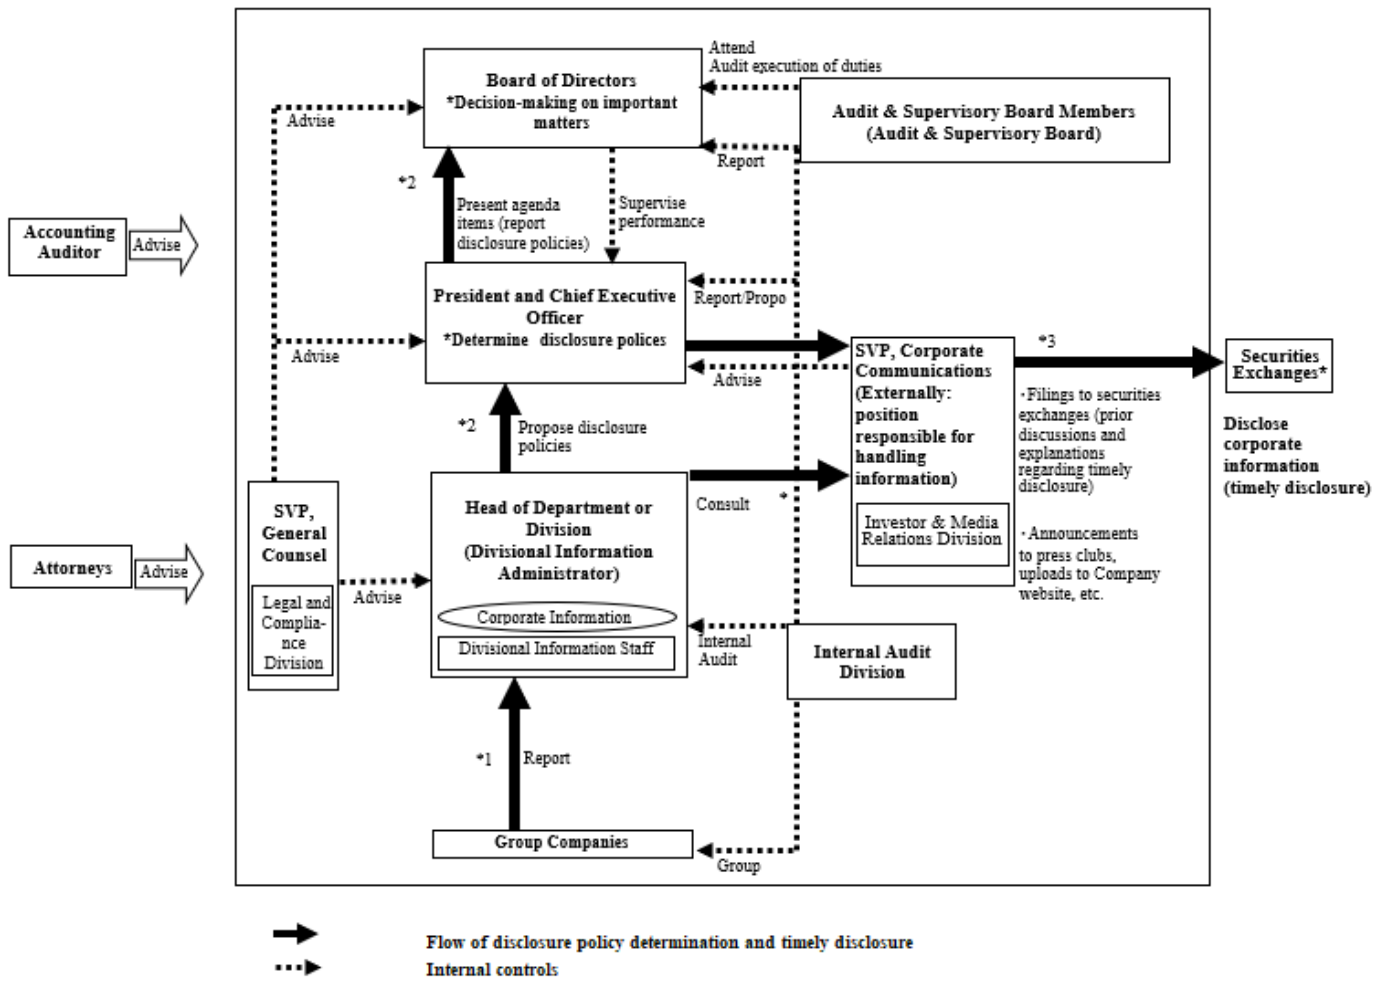 Attend
Audit execution of duties
Board of Directors
*Decision-making on important
matters
Audit & Supervisory Board Members
(Audit & Supervisory Board)
Advise
Report
*2
Present agenda
items (report
disclosure policies)
Supervise
performance
Accounting
Auditor
Advise
President and Chief Executive
Officer
*Determine disclosure polices
Report/Propo
Advise
Advise
SVP, Corporate
Communications
(Externally:
position
responsible for
handling
information)
Investor & Media
Relations Division
*3
Securities
Exchanges*
・Filings to securities
exchanges (prior
discussions and
explanations
regarding timely
disclosure)
・Announcements
to press clubs,
uploads to Company
website, etc.
Disclose
corporate
information
(timely disclosure)
*2
Propose disclosure
policies
Consult
*
SVP,
General
Counsel
Legal and
Complia-
nce
Division
Attorneys
Advise
Advise
Head of Department or
Division
(Divisional Information
Administrator)
Corporate Information
Divisional Information Staff
Internal
Audit
Internal Audit
Division
*1
Report
Group Companies
Group
Flow of disclosure policy determination and timely disclosure
Internal controls